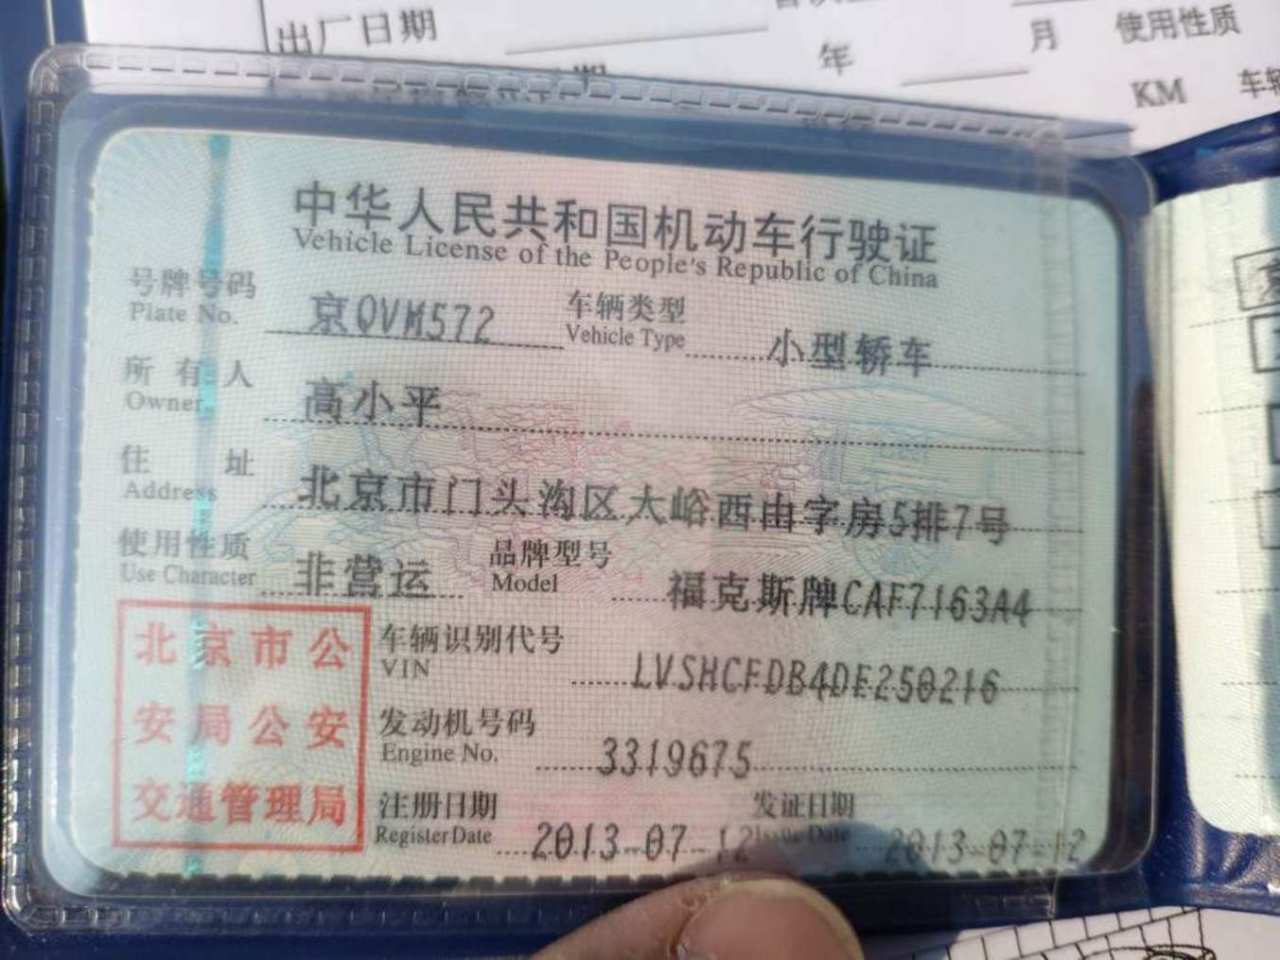 出厂日期
年
月
使用性质
KM
中华人民共和国机动车行驶证
Vehicle License of the People's Republic of China
号牌号码 京QVM572 车辆类型 小型轿车
Plate No. Vehicle Type
所有人 高小平
Owner
住址 北京市门头沟区大峪西由字房5排7号
Address
使用性质 非营运 品牌型号 福克斯牌CAF7163A4
Use Character Model
北京市公
安局公安
交通管理局
车辆识别代号 LVSHCFDB4DE250216
VIN
发动机号码 3319675
Engine No.
注册日期 2013-07-12 发证日期 2013-07-12
Register Date Issue Date